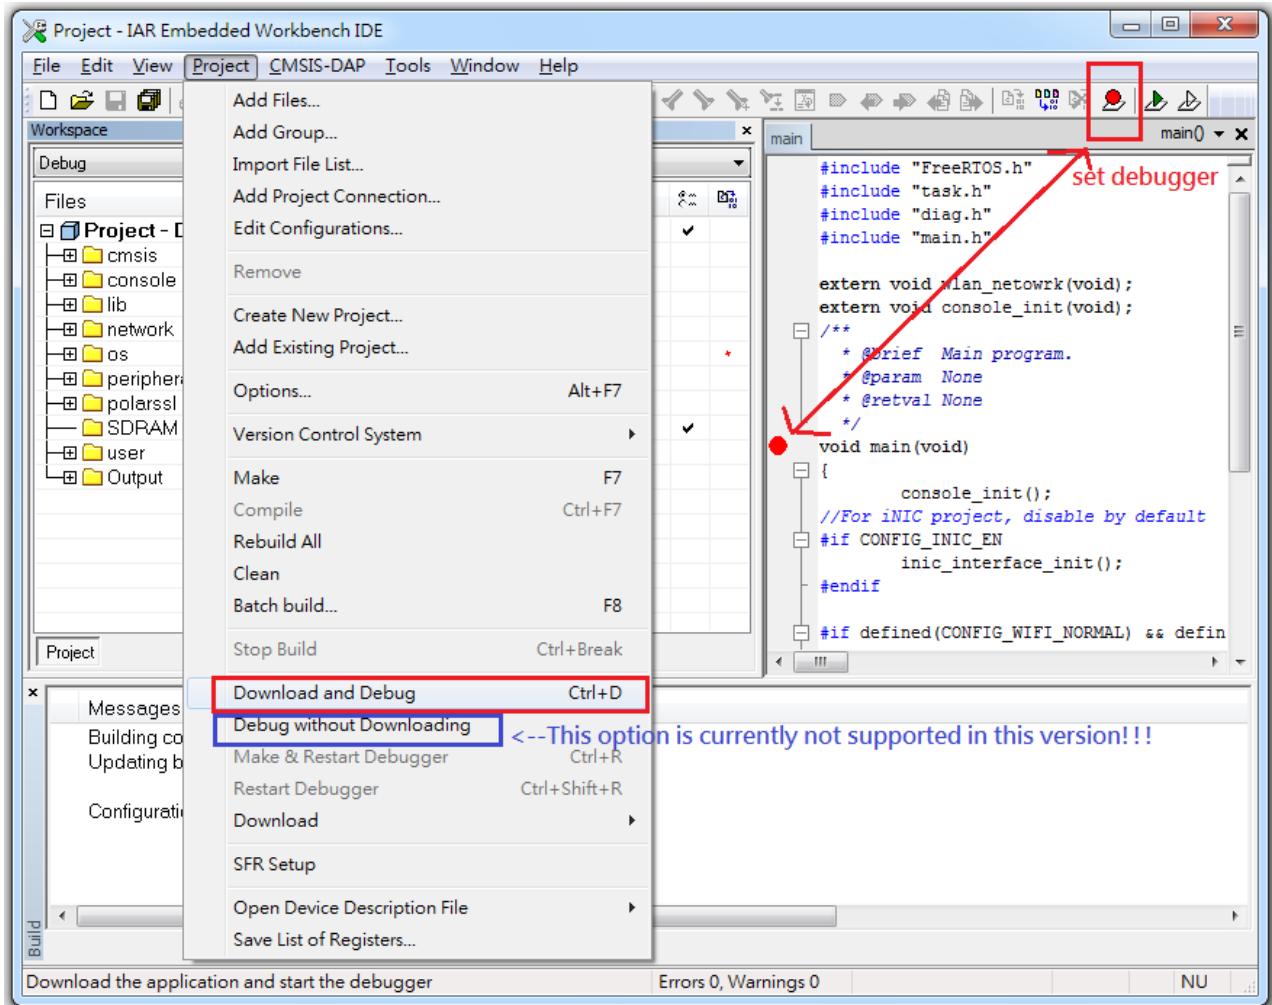 Project - IAR Embedded Workbench IDE
File Edit View Project CMSIS-DAP Tools Window Help
Workspace
Debug
Files
Project - D
cmsis
console
lib
network
os
polarssl
SDRAM
user
Output
Project
Add Files...
Add Group...
Import File List...
Add Project Connection...
Edit Configurations...
Remove
Create New Project...
Add Existing Project...
Options... Alt+F7
Version Control System
Make F7
Compile Ctrl+F7
Rebuild All
Clean
Batch build... F8
Stop Build Ctrl+Break
Download and Debug Ctrl+D
Debug without Downloading
Make & Restart Debugger Ctrl+R
Restart Debugger Ctrl+Shift+R
Download
SFR Setup
Open Device Description File
Save List of Registers...
main
main()
set debugger
#include "FreeRTOS.h"
#include "task.h"
#include "diag.h"
#include "main.h"
extern void wlan_netowrk(void);
extern void console_init(void);
/**
* @brief Main program.
* @param None
* @retval None
*/
void main(void)
{
console_init();
//For iNIC project, disable by default
#if CONFIG_INIC_EN
inic_interface_init();
#endif
#if defined(CONFIG_WIFI_NORMAL) && defin
<--This option is currently not supported in this version!!!
Messages
Building co
Updating b
Configurati
Build
Download the application and start the debugger
Errors 0, Warnings 0
NU